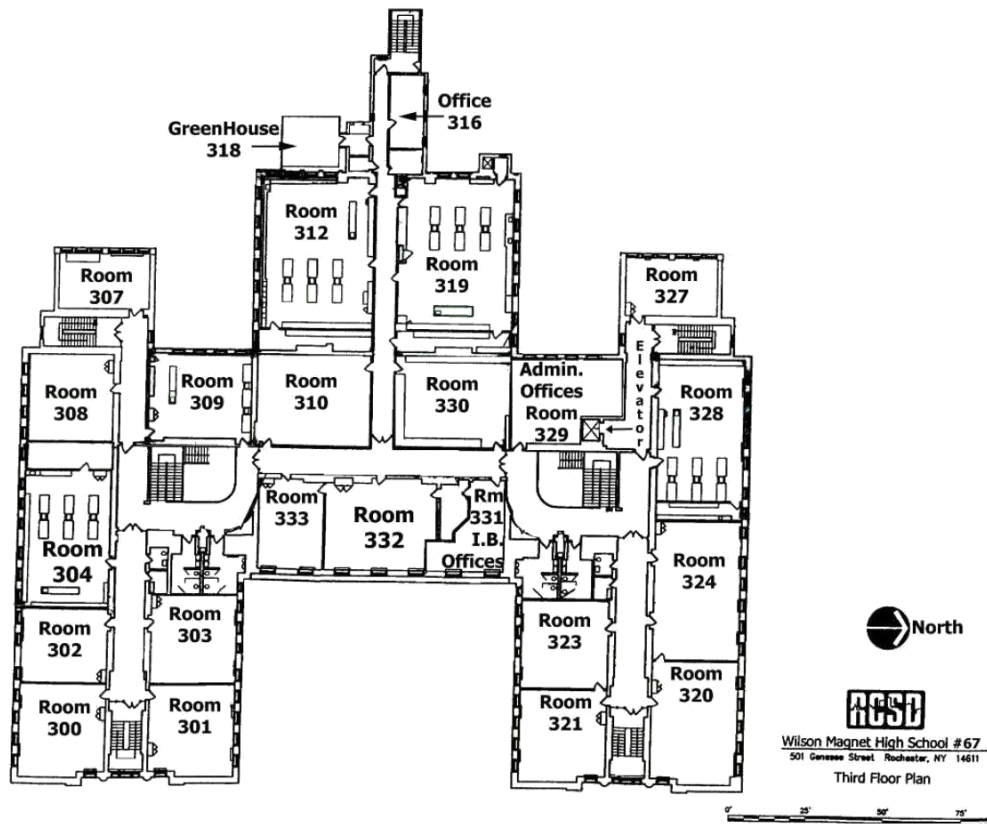 Office
316
GreenHouse
318
Room
312
Room
319
Room
307
Room
327
Room
308
Room
309
Room
310
Room
330
Admin.
Offices
Room
329
Elevator
Room
328
Room
304
Room
333
Room
332
Rm
331
I.B.
Offices
Room
324
Room
302
Room
303
Room
323
Room
320
Room
300
Room
301
Room
321
North
RCSD
Wilson Magnet High School #67
501 Genesee Street Rochester, NY 14611
Third Floor Plan
0' 25' 50' 75'